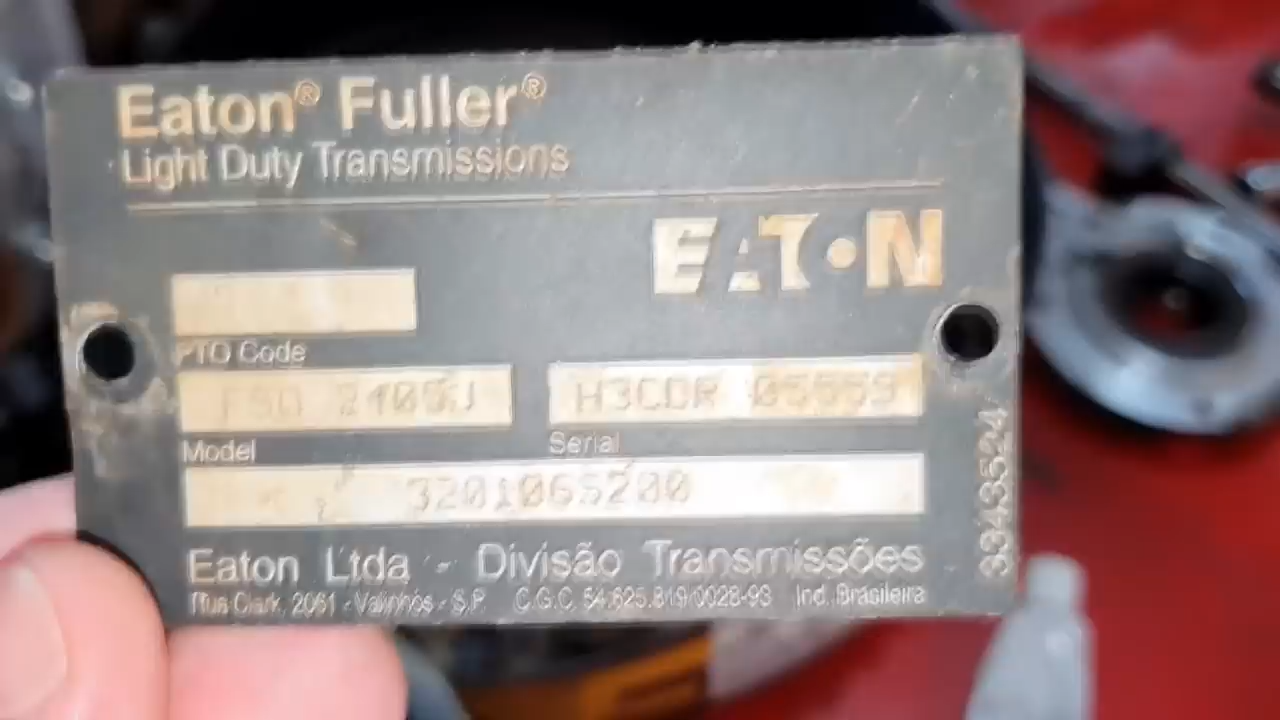 Eaton® Fuller®
Light Duty Transmissions
EATON
PTO Code
H3CDR 05559
Model
Serial
3201065200
3343524
Eaton Ltda - Divisão Transmissões
Rua Clark, 2061 - Valinhos - S.P. C.G.C. 54.625.819/0028-93 Ind. Brasileira